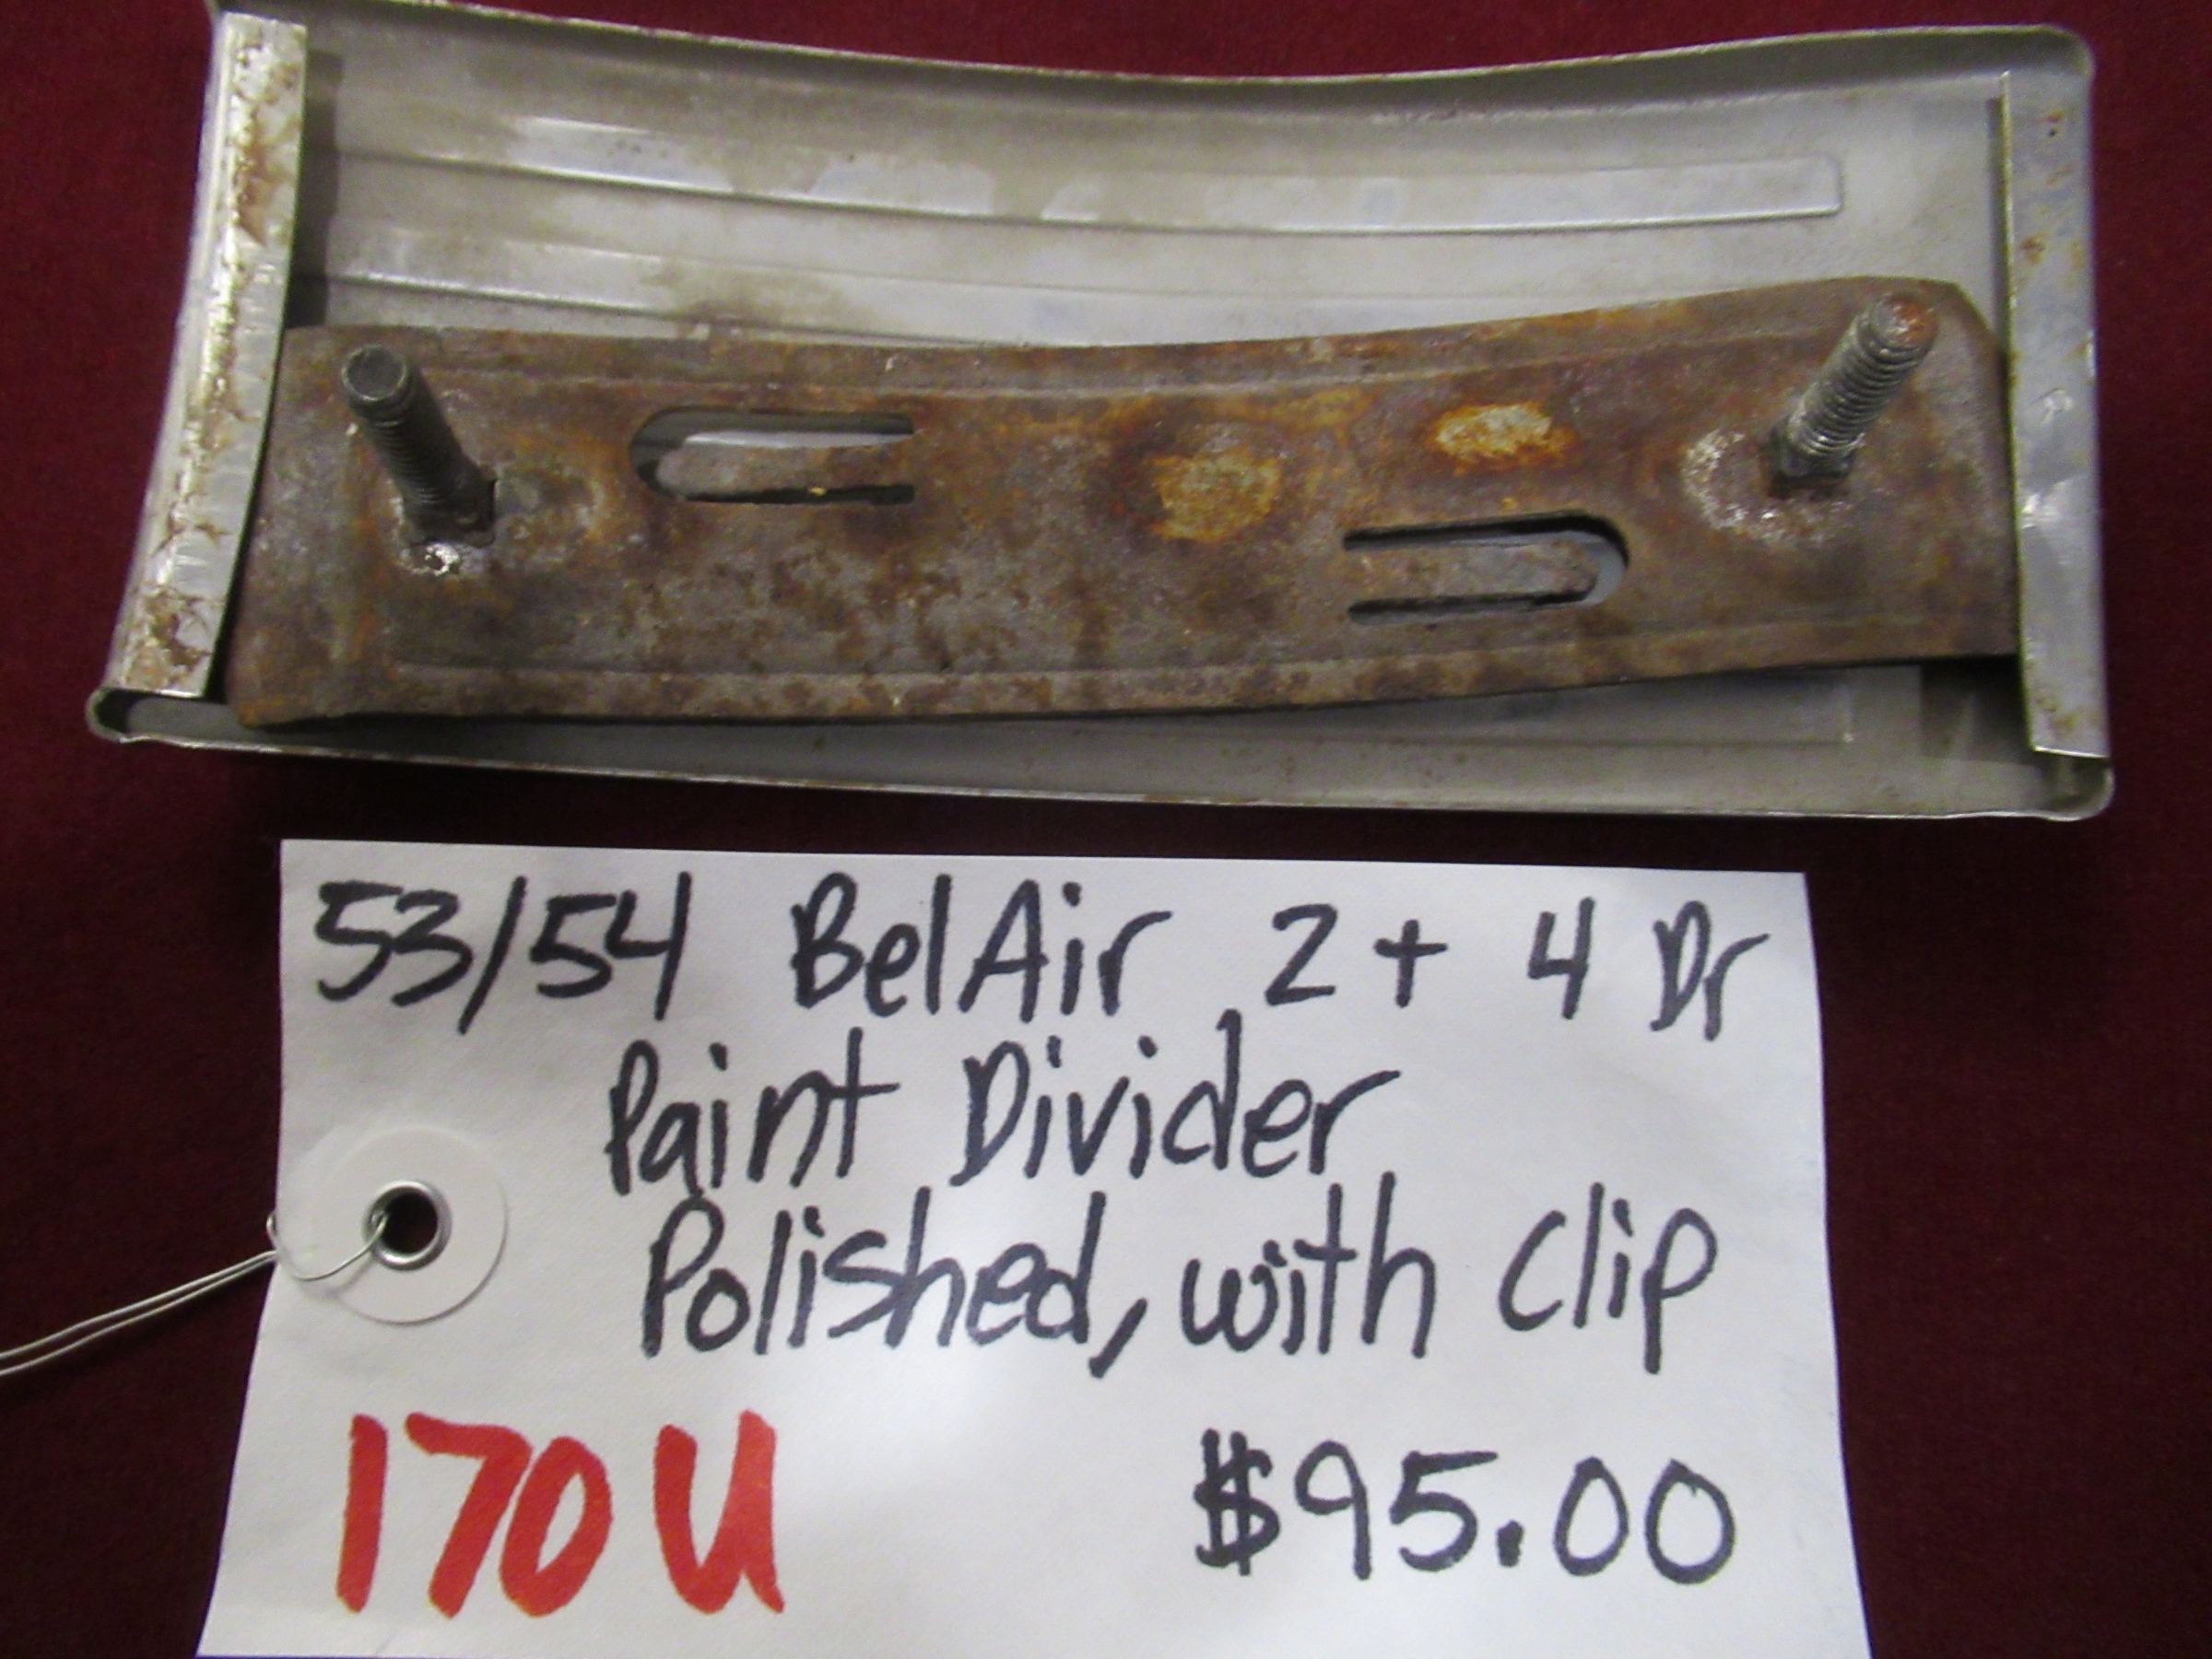 53/54 BelAir 2 + 4 Dr
Paint Divider
Polished, with Clip
170U $95.00